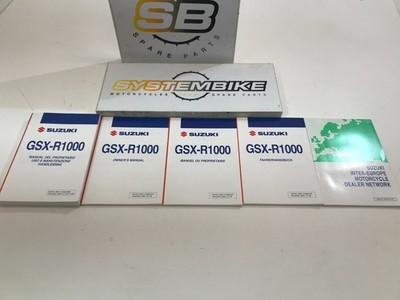 SB
SPARE PARTS
SYSTEMBIKE
MOTORCYCLES SPARE PARTS
SUZUKI
GSX-R1000
MANUALE DEL PROPRIETARIO
USO E MANUTENZIONE
SUZUKI
GSX-R1000
OWNER'S MANUAL
SUZUKI
GSX-R1000
MANUEL DU PROPRIETAIRE
SUZUKI
GSX-R1000
FAHRERHANDBUCH
SUZUKI
INTER-EUROPE
MOTORCYCLE
DEALER NETWORK